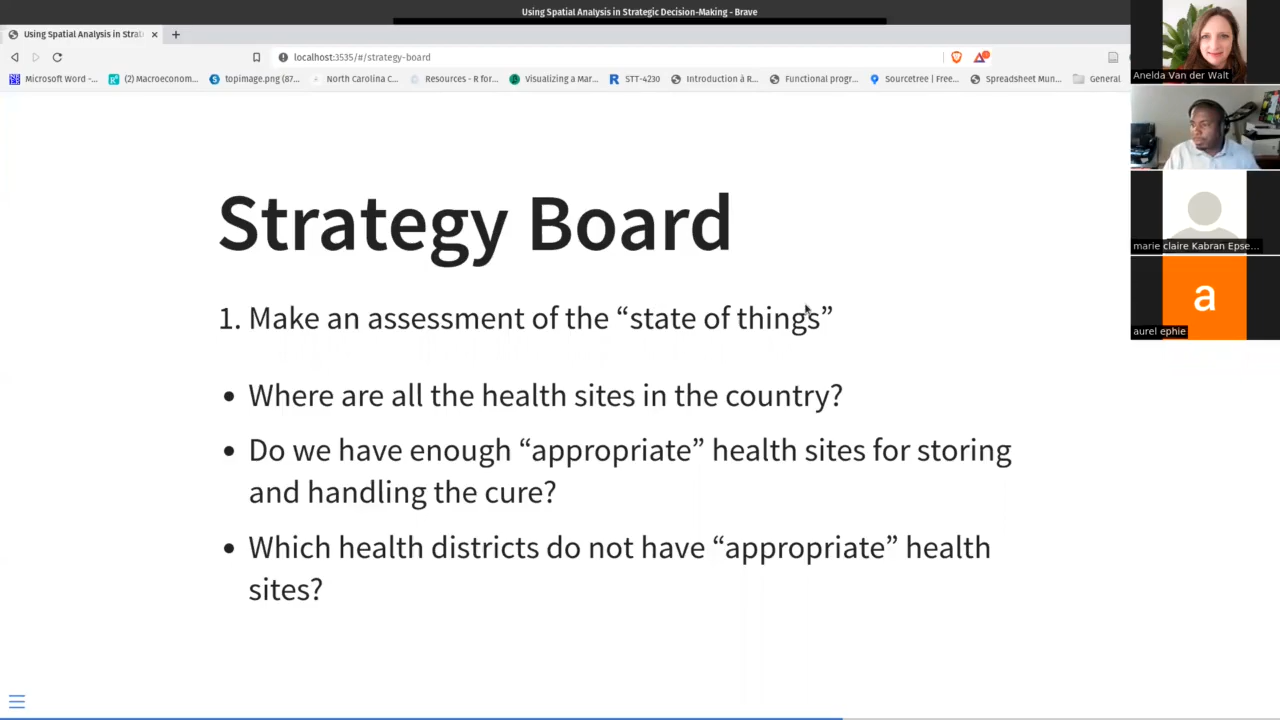 Using Spatial Analysis in Strategic Decision-Making - Brave
Using Spatial Analysis in Strat
localhost:3535/#/strategy-board
Microsoft Word -... (2) Macroeconom... topimage.png (87... North Carolina C... Resources - R for... Visualizing a Mar... STT-4230 Introduction à R... Functional progr... Sourcetree | Free... Spreadsheet Mun... General
Anelda Van der Walt
marie claire Kabran Epse...
a
aurel ephie
Strategy Board
1. Make an assessment of the “state of things”
• Where are all the health sites in the country?
• Do we have enough “appropriate” health sites for storing
and handling the cure?
• Which health districts do not have “appropriate” health
sites?